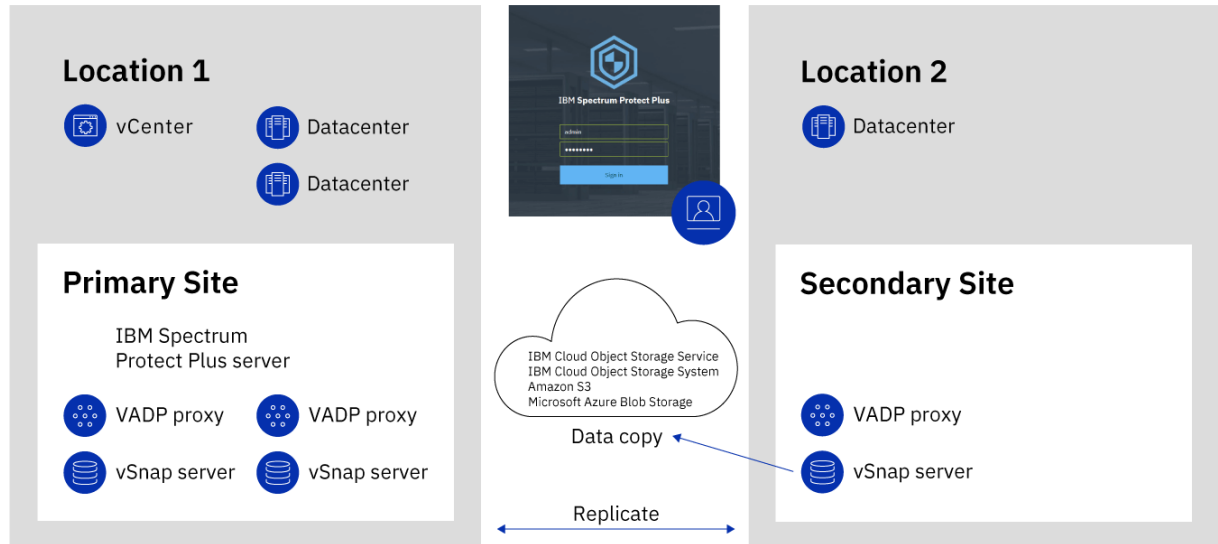 Location 1
vCenter
Datacenter
Datacenter
Primary Site
IBM Spectrum
Protect Plus server
VADP proxy
VADP proxy
vSnap server
vSnap server
IBM Spectrum Protect Plus
admin
Sign in
IBM Cloud Object Storage Service
IBM Cloud Object Storage System
Amazon S3
Microsoft Azure Blob Storage
Data copy
Replicate
Location 2
Datacenter
Secondary Site
VADP proxy
vSnap server